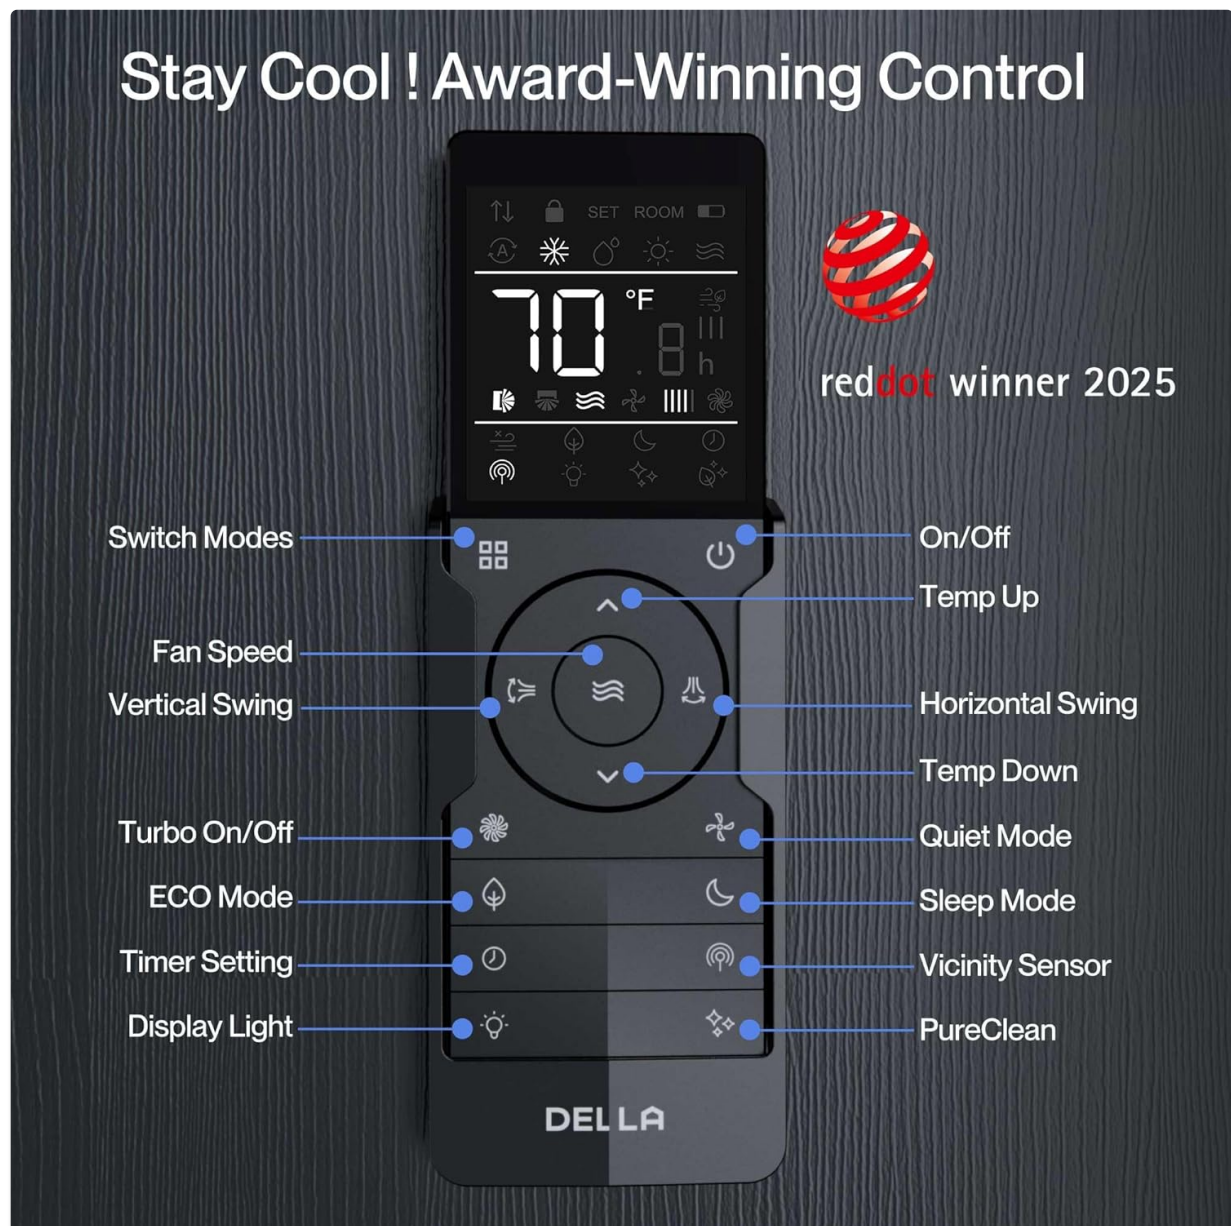 Stay Cool ! Award-Winning Control
SET ROOM
A
70 °F
.8 h
reddot winner 2025
Switch Modes
On/Off
Temp Up
Fan Speed
Vertical Swing
Horizontal Swing
Temp Down
Turbo On/Off
Quiet Mode
ECO Mode
Sleep Mode
Timer Setting
Vicinity Sensor
Display Light
PureClean
DELLA